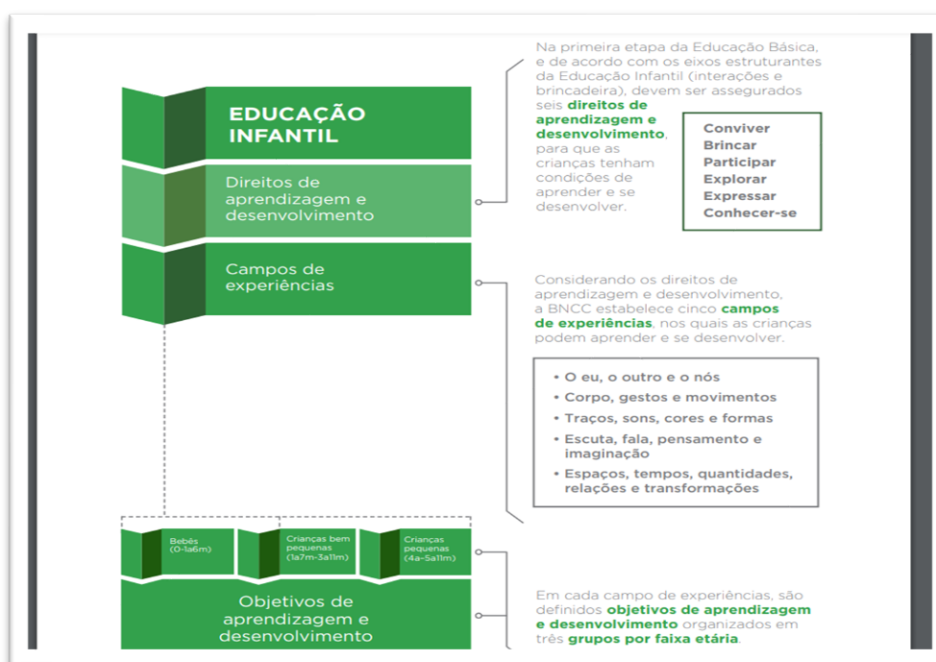 Na primeira etapa da Educação Básica,
e de acordo com os eixos estruturantes
da Educação Infantil (interações e
brincadeira), devem ser assegurados
seis direitos de
aprendizagem e
desenvolvimento,
para que as
crianças tenham
condições de
aprender e se
desenvolver.
Conviver
Brincar
Participar
Explorar
Expressar
Conhecer-se
EDUCAÇÃO
INFANTIL
Direitos de
aprendizagem e
desenvolvimento
Campos de
experiências
Considerando os direitos de
aprendizagem e desenvolvimento,
a BNCC estabelece cinco campos
de experiências, nos quais as crianças
podem aprender e se desenvolver.
• O eu, o outro e o nós
• Corpo, gestos e movimentos
• Traços, sons, cores e formas
• Escuta, fala, pensamento e
imaginação
• Espaços, tempos, quantidades,
relações e transformações
Bebês
(0-1a6m)
Crianças bem
pequenas
(1a7m-3a11m)
Crianças
pequenas
(4a-5a11m)
Objetivos de
aprendizagem e
desenvolvimento
Em cada campo de experiências, são
definidos objetivos de aprendizagem
e desenvolvimento organizados em
três grupos por faixa etária.